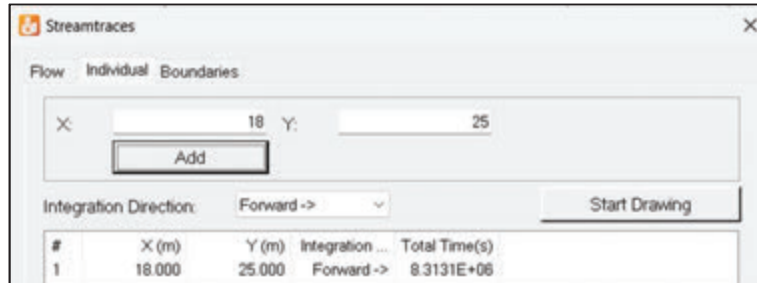 Streamtraces
Flow Individual Boundaries
X: 18 Y: 25
Add
Integration Direction: Forward -> Start Drawing
# X (m) Y (m) Integration ... Total Time(s)
1 18.000 25.000 Forward -> 8.3131E+06